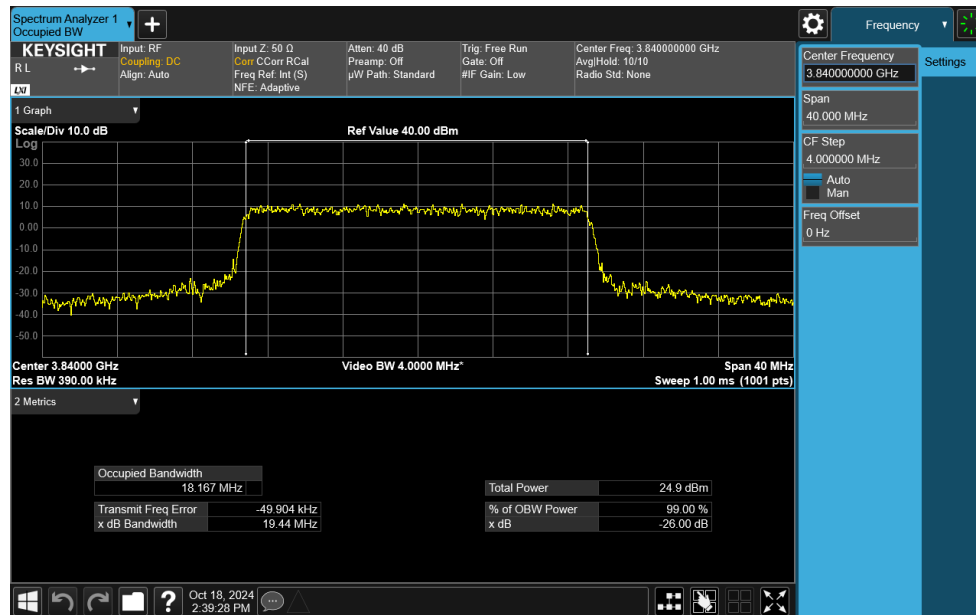 Spectrum Analyzer 1
Occupied BW
KEYSIGHT
R L
LXI
Input: RF
Coupling: DC
Align: Auto
Input Z: 50 Ω
Corr CCorr RCal
Freq Ref: Int (S)
NFE: Adaptive
Atten: 40 dB
Preamp: Off
µW Path: Standard
Trig: Free Run
Gate: Off
#IF Gain: Low
Center Freq: 3.840000000 GHz
Avg|Hold: 10/10
Radio Std: None
Frequency
Center Frequency
3.840000000 GHz
Settings
Span
40.000 MHz
CF Step
4.000000 MHz
Auto
Man
Freq Offset
0 Hz
1 Graph
Scale/Div 10.0 dB
Ref Value 40.00 dBm
Log
30.0
20.0
10.0
0.00
-10.0
-20.0
-30.0
-40.0
-50.0
Center 3.84000 GHz
Video BW 4.0000 MHz*
Span 40 MHz
Res BW 390.00 kHz
Sweep 1.00 ms (1001 pts)
2 Metrics
Occupied Bandwidth
18.167 MHz
Transmit Freq Error -49.904 kHz
x dB Bandwidth 19.44 MHz
Total Power 24.9 dBm
% of OBW Power 99.00 %
x dB -26.00 dB
?
Oct 18, 2024
2:39:28 PM